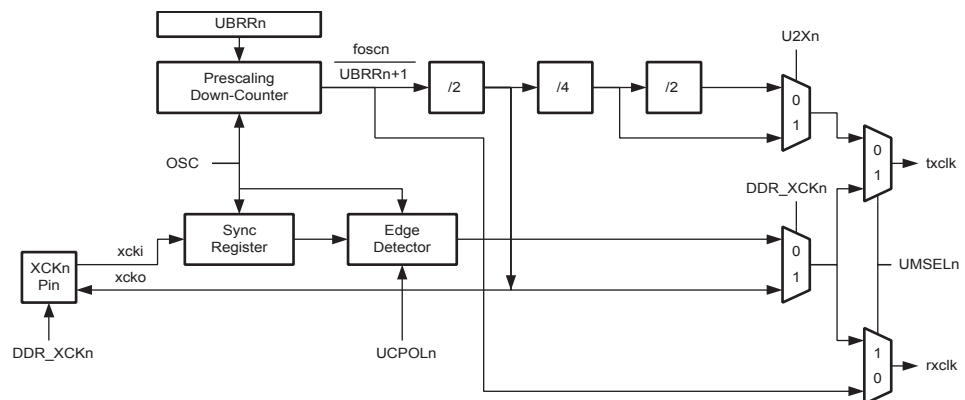 UBRRn
foscn
U2Xn
Prescaling
Down-Counter
UBRRn+1
/2
/4
/2
0
1
OSC
0
1
txclk
DDR_XCKn
Sync
Register
Edge
Detector
xcki
0
1
UMSELn
XCKn
Pin
xcko
DDR_XCKn
UCPOLn
1
0
rxclk